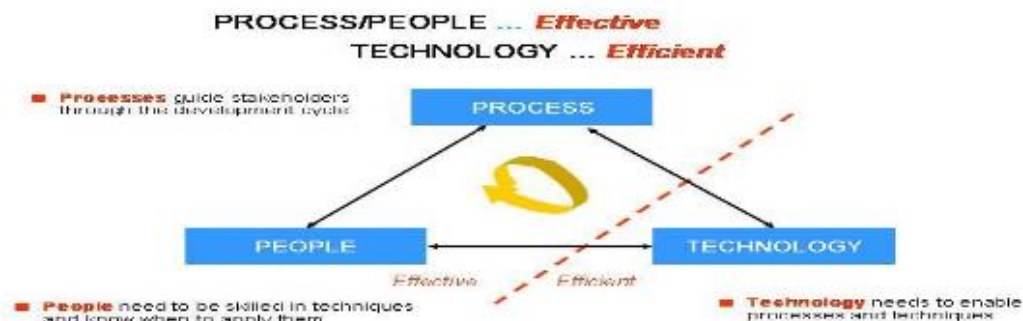 PROCESS/PEOPLE ... Effective
TECHNOLOGY ... Efficient
■ Processes guide stakeholders
through the development cycle
PROCESS
PEOPLE
TECHNOLOGY
Effective
Efficient
■ People need to be skilled in techniques
and know when to apply them
■ Technology needs to enable
processes and techniques